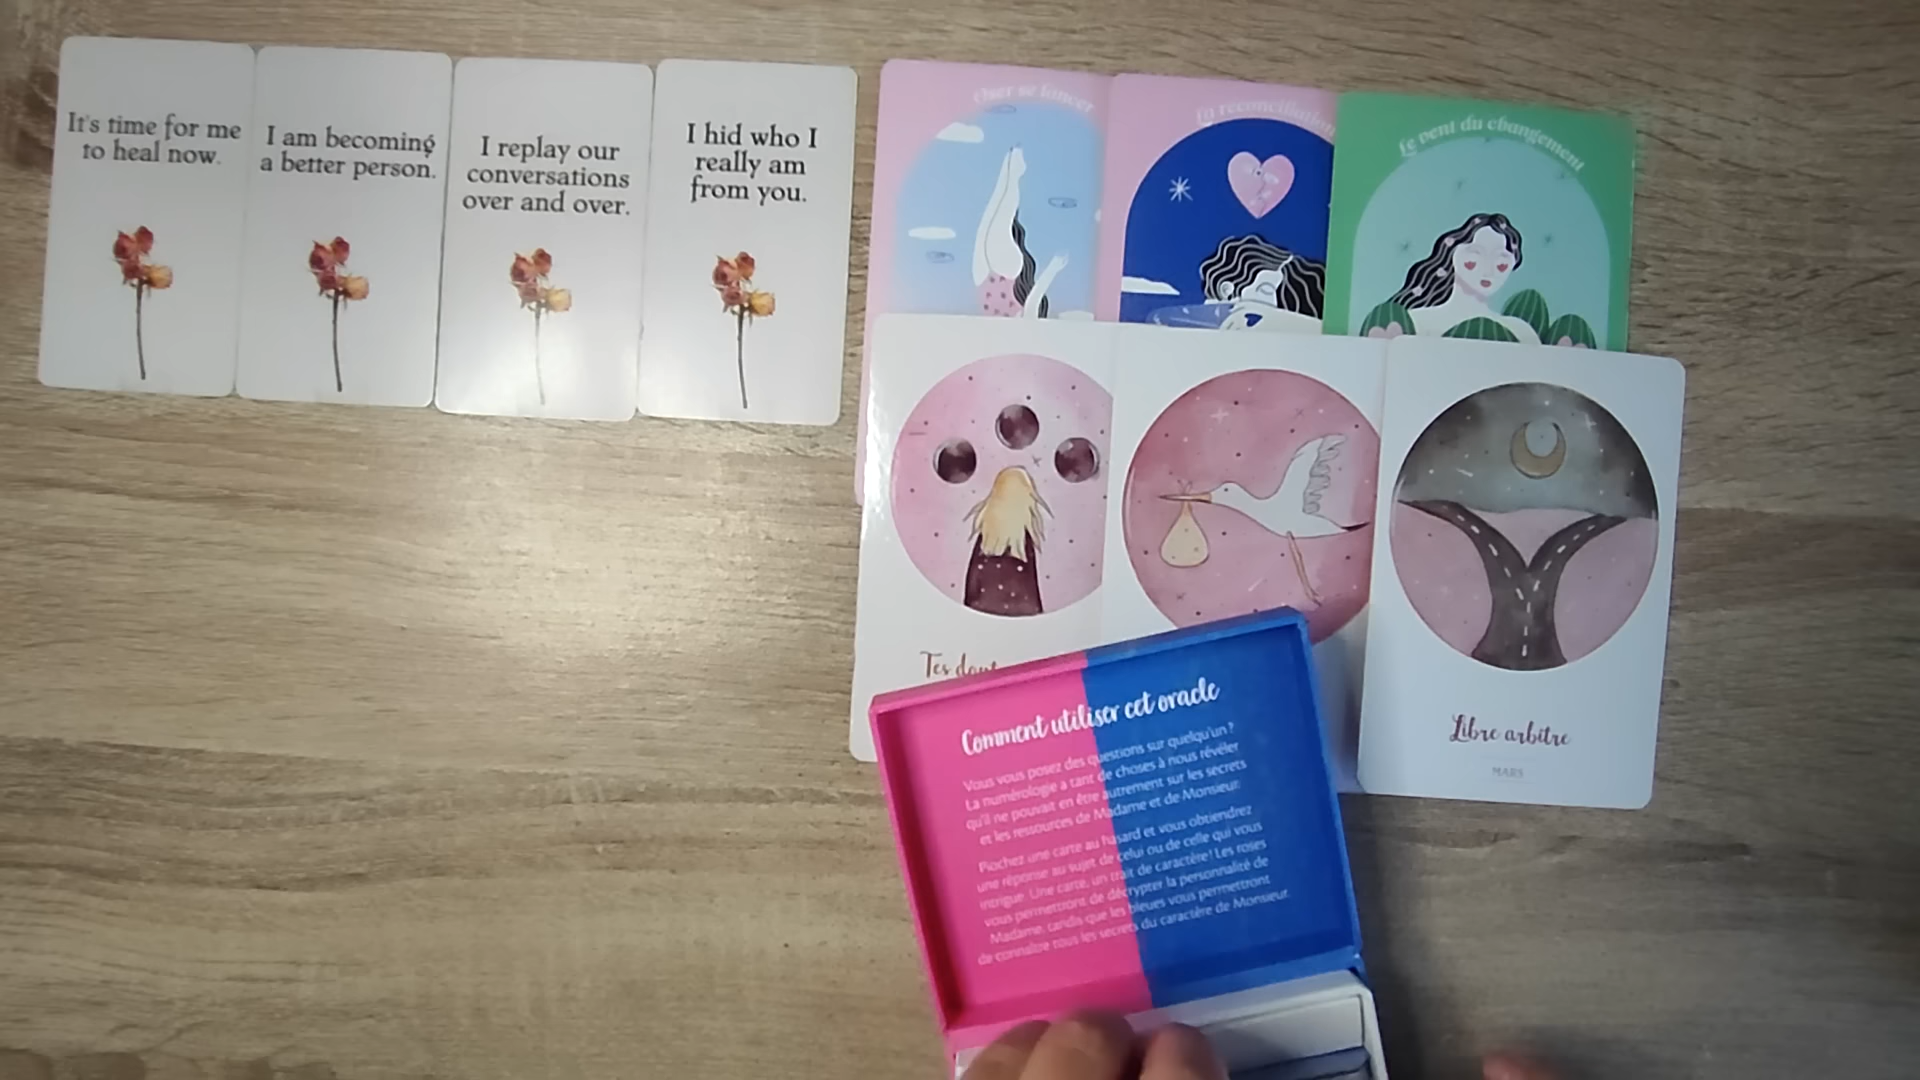 It's time for me
to heal now.
I am becoming
a better person.
I replay our
conversations
over and over.
I hid who I
really am
from you.
Oser se lancer
La réconciliation
Le vent du changement
Tes
Libre arbitre
MARS
Comment utiliser cet oracle
Vous vous posez des questions sur quelqu'un ?
La numérologie a tant de choses à nous révéler
qu'il ne pouvait en être autrement sur les secrets
et les ressources de Madame et de Monsieur.
Piochez une carte au hasard et vous obtiendrez
une réponse au sujet de celui ou de celle qui vous
intrigue. Une carte, un trait de caractère ! Les roses
vous permettront de décrypter la personnalité de
Madame, tandis que les bleues vous permettront
de connaître tous les secrets du caractère de Monsieur.